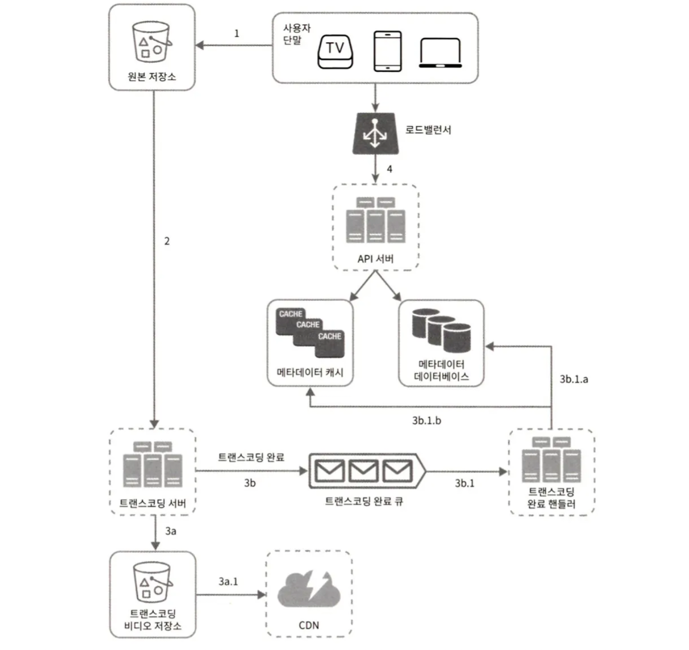 사용자
단말
TV
1
원본 저장소
로드밸런서
4
2
API 서버
CACHE
CACHE
CACHE
메타데이터 캐시
메타데이터
데이터베이스
3b.1.a
3b.1.b
트랜스코딩 서버
트랜스코딩 완료
3b
트랜스코딩 완료 큐
3b.1
트랜스코딩
완료 핸들러
3a
트랜스코딩
비디오 저장소
3a.1
CDN